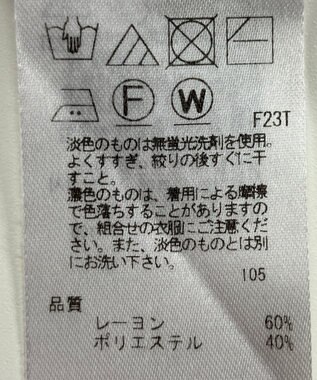 F W
F23T
淡色のものは無蛍光洗剤を使用。
よくすすぎ、絞りの後すぐに干
すこと。
濃色のものは、着用による摩擦
で色落ちすることがありますの
で、組合せの衣服にご注意くだ
さい。また、淡色のものとは別
にお洗い下さい。
105
品質
レーヨン 60%
ポリエステル 40%